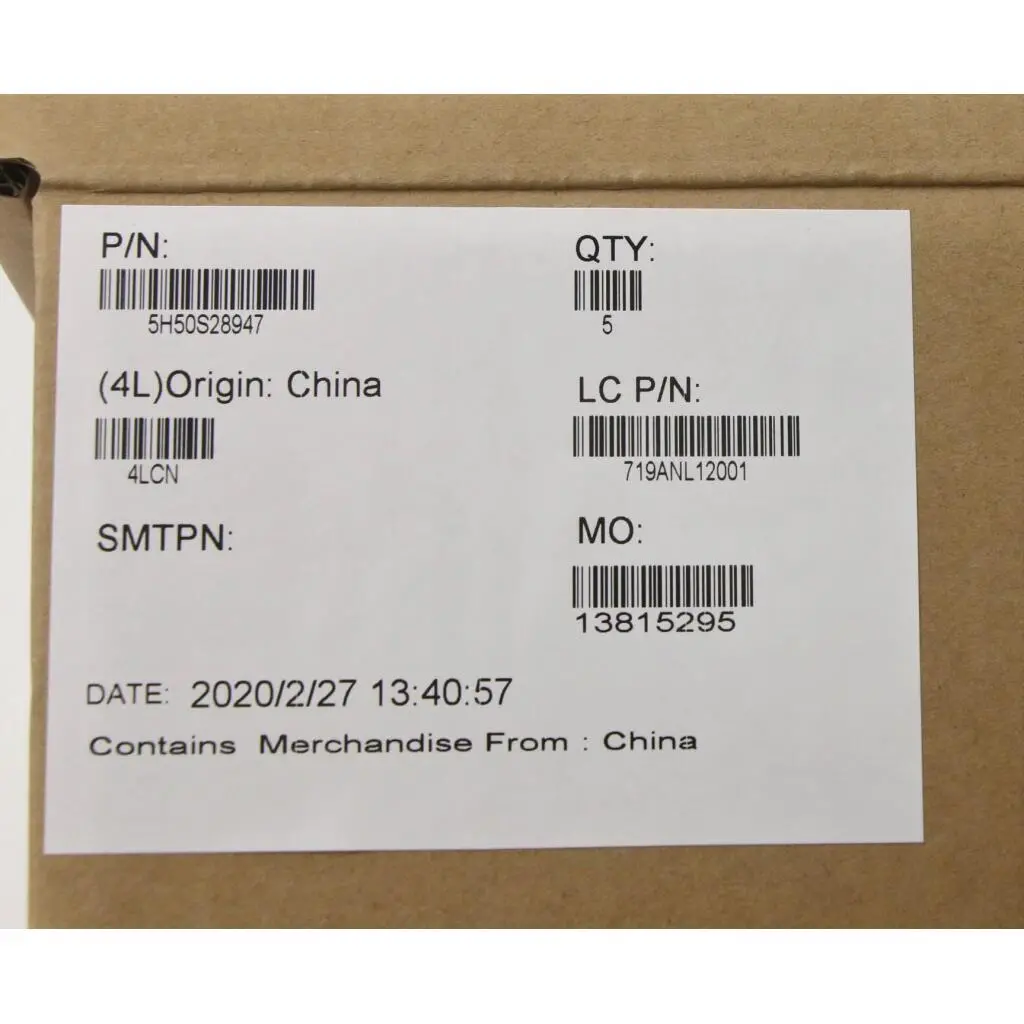 P/N:
5H50S28947
QTY:
5
(4L)Origin: China
4LCN
LC P/N:
719ANL12001
SMTPN:
MO:
13815295
DATE: 2020/2/27 13:40:57
Contains Merchandise From : China